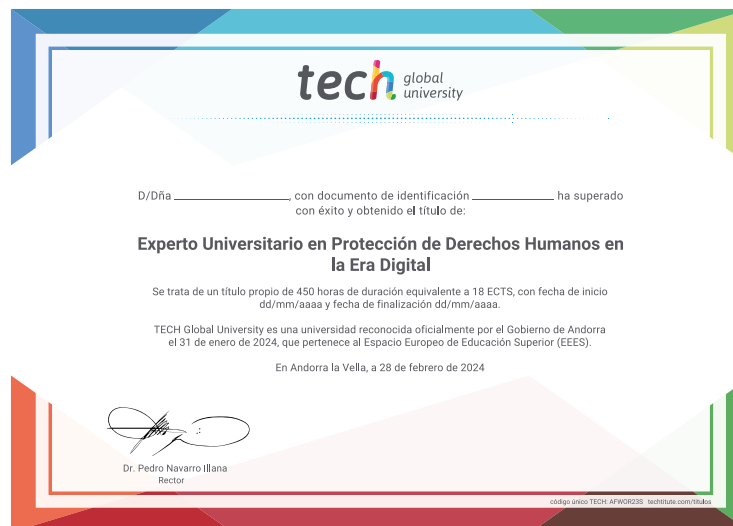 tech global university
D/Dña ______________, con documento de identificación ______________ ha superado
con éxito y obtenido el título de:
Experto Universitario en Protección de Derechos Humanos en
la Era Digital
Se trata de un título propio de 450 horas de duración equivalente a 18 ECTS, con fecha de inicio
dd/mm/aaaa y fecha de finalización dd/mm/aaaa.
TECH Global University es una universidad reconocida oficialmente por el Gobierno de Andorra
el 31 de enero de 2024, que pertenece al Espacio Europeo de Educación Superior (EEES).
En Andorra la Vella, a 28 de febrero de 2024
Dr. Pedro Navarro Illana
Rector
código único TECH: AFWOR23S techtitute.com/titulos